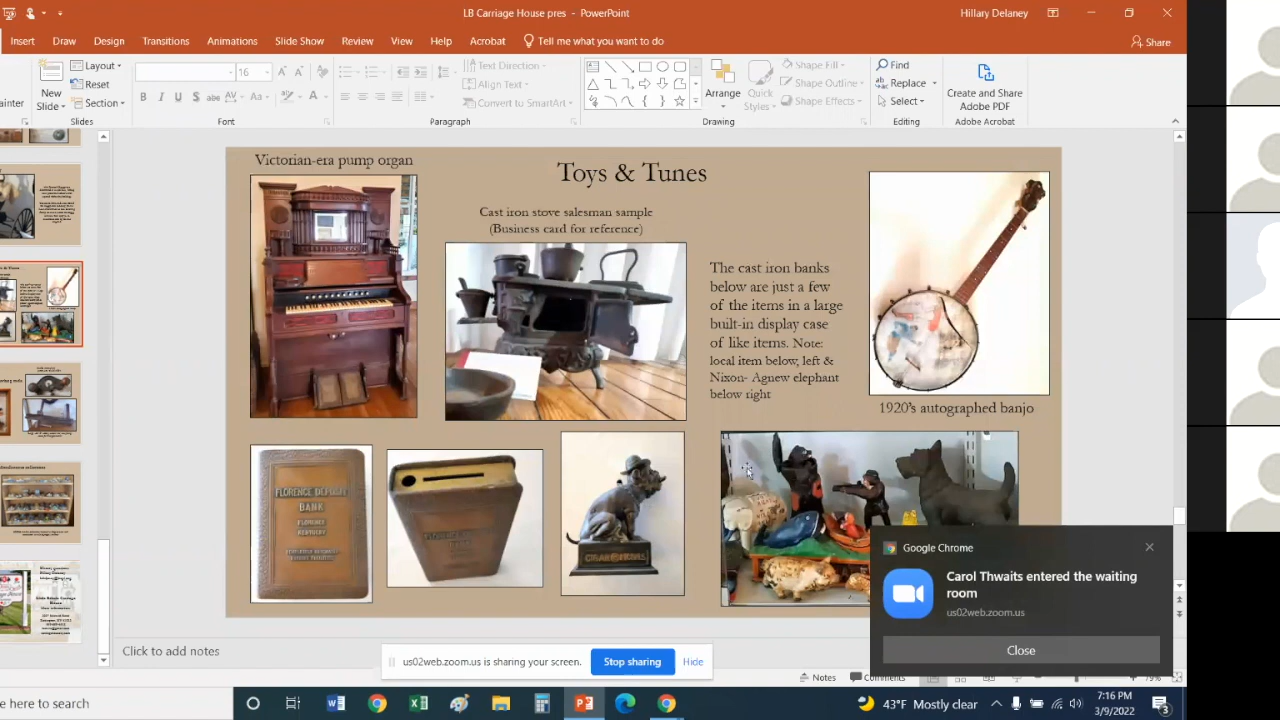 LB Carriage House pres - PowerPoint
Hillary Delaney
Insert
Draw
Design
Transitions
Animations
Slide Show
Review
View
Help
Acrobat
Tell me what you want to do
Share
Layout
Reset
Section
New
Slide
ainter
Slides
16
Font
Text Direction
Align Text
Convert to SmartArt
Paragraph
Arrange
Quick
Styles
Shape Fill
Shape Outline
Shape Effects
Drawing
Find
Replace
Select
Editing
Create and Share
Adobe PDF
Adobe Acrobat
Victorian-era pump organ
Toys & Tunes
Cast iron stove salesman sample
(Business card for reference)
The cast iron banks
below are just a few
of the items in a large
built-in display case
of like items. Note:
local item below, left &
Nixon- Agnew elephant
below right
1920's autographed banjo
FLORENCE DEPOSIT
BANK
FLORENCE
KENTUCKY
Google Chrome
Carol Thwaits entered the waiting
room
us02web.zoom.us
Close
Click to add notes
us02web.zoom.us is sharing your screen.
Stop sharing
Hide
Notes
Comments
79%
e here to search
43°F Mostly clear
7:16 PM
3/9/2022
3